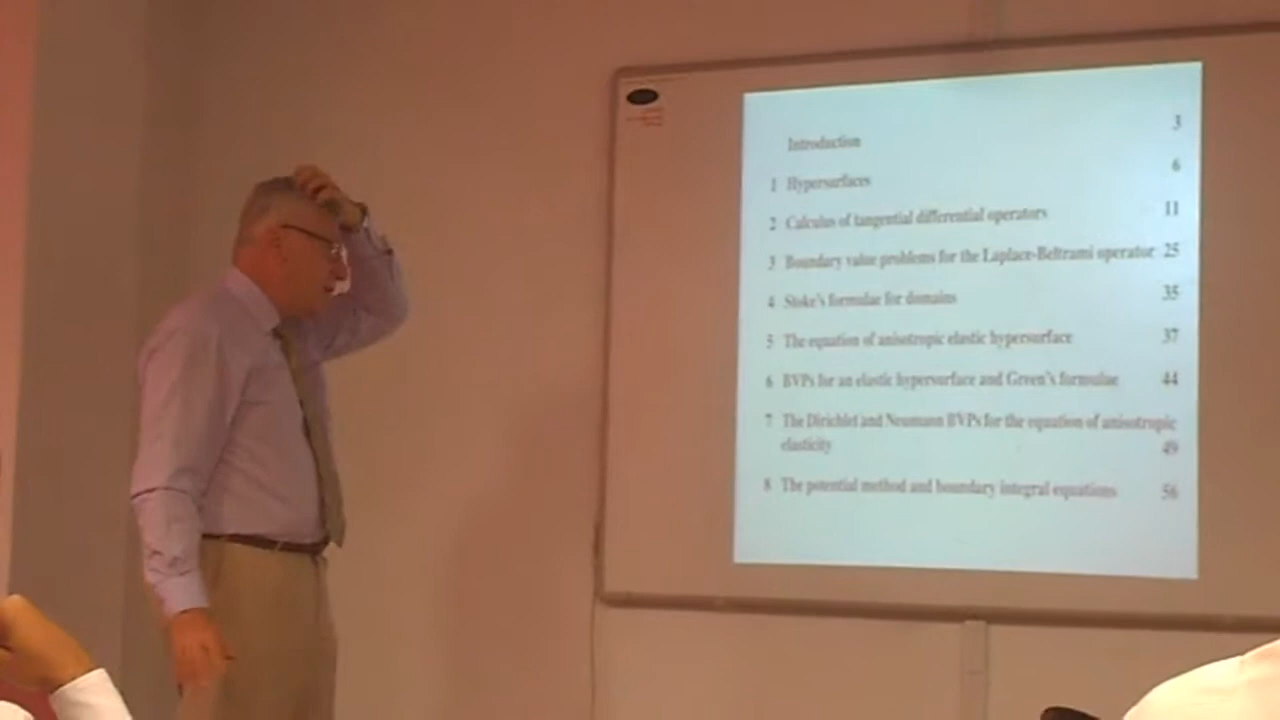 Introduction 3
1 Hypersurfaces 6
2 Calculus of tangential differential operators 11
3 Boundary value problems for the Laplace-Beltrami operator 25
4 Stoke's formulae for domains 35
5 The equation of anisotropic elastic hypersurface 37
6 BVPs for an elastic hypersurface and Green's formulae 44
7 The Dirichlet and Neumann BVPs for the equation of anisotropic
elasticity 49
8 The potential method and boundary integral equations 56